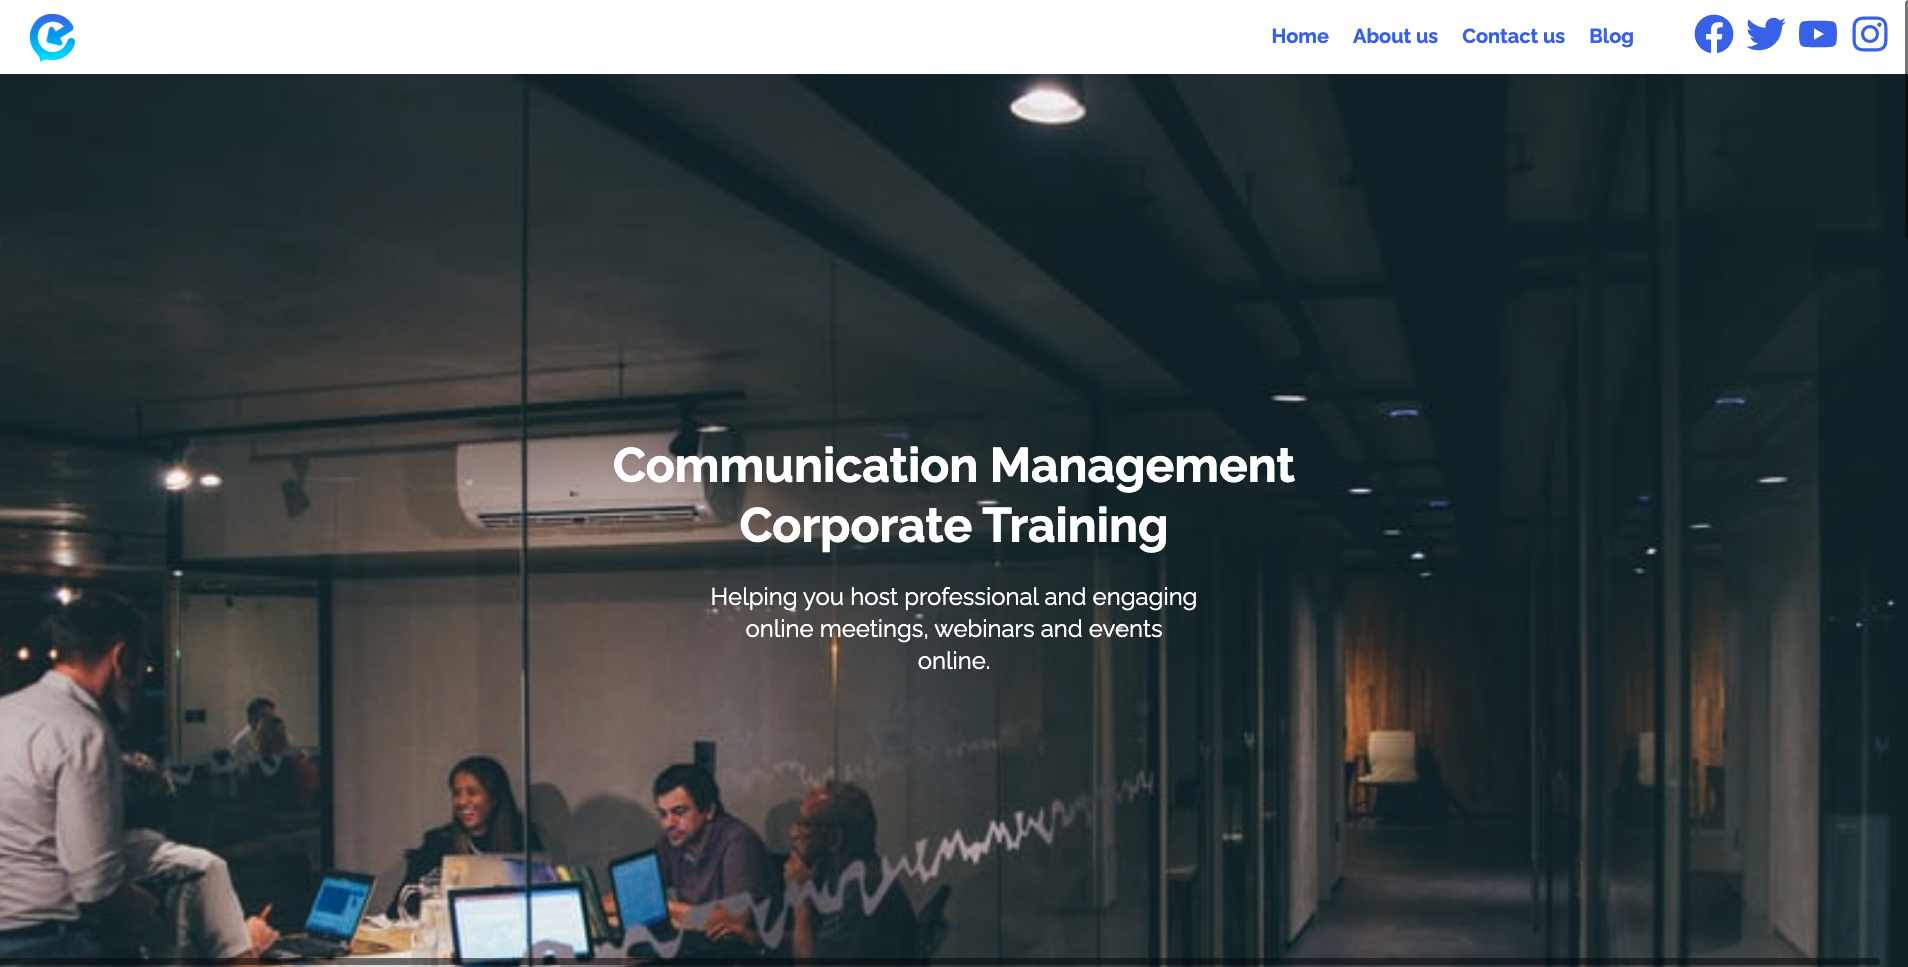 Home About us Contact us Blog
Communication Management
Corporate Training
Helping you host professional and engaging
online meetings, webinars and events
online.